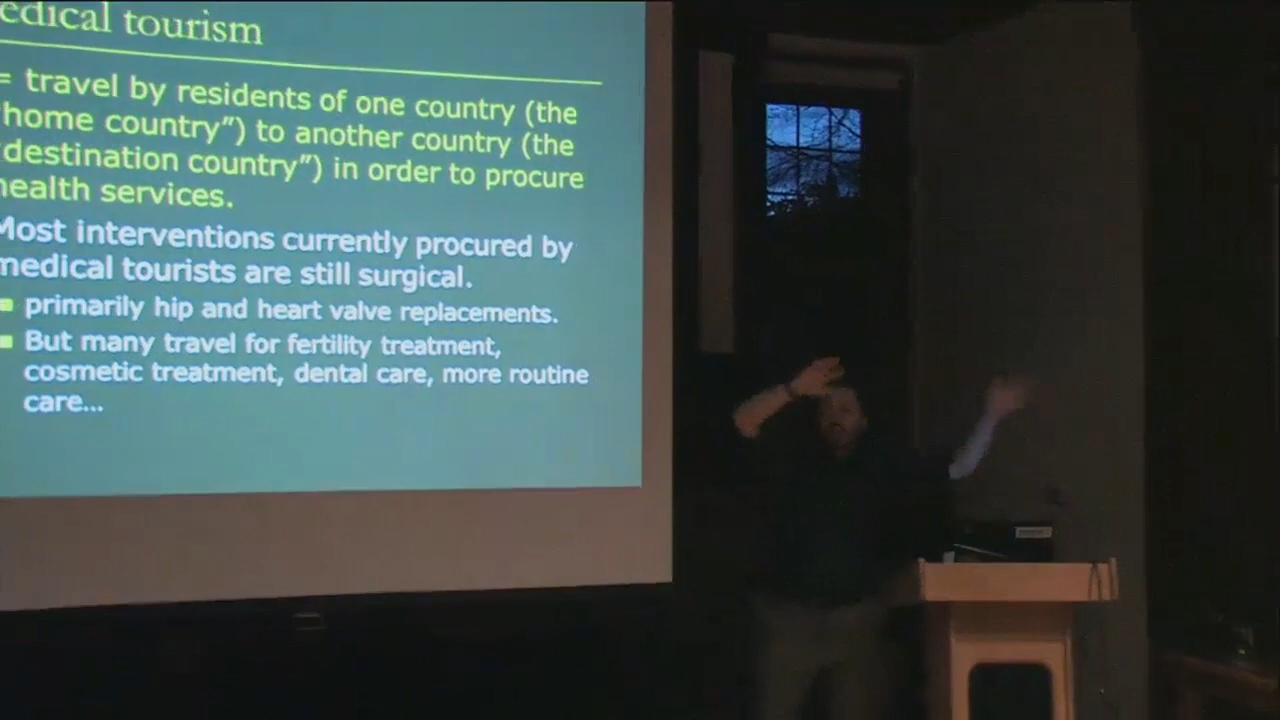 edical tourism
= travel by residents of one country (the
"home country") to another country (the
"destination country") in order to procure
health services.
Most interventions currently procured by
medical tourists are still surgical.
primarily hip and heart valve replacements.
But many travel for fertility treatment,
cosmetic treatment, dental care, more routine
care...